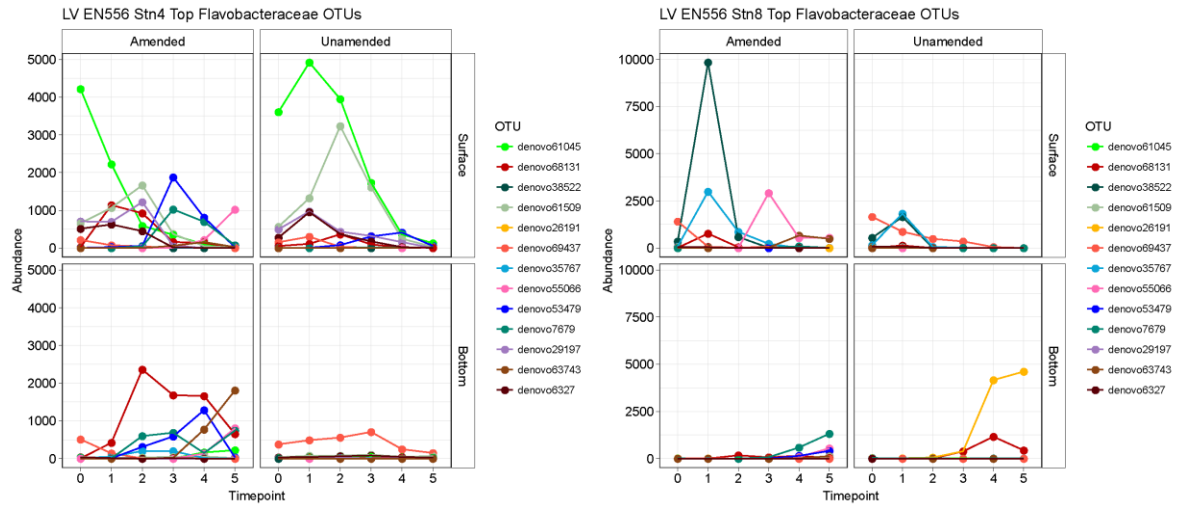 LV EN556 Stn4 Top Flavobacteraceae OTUs
Amended
Unamended
5000
4000
3000
2000
1000
0
Surface
5000
4000
3000
2000
1000
0
Bottom
Abundance
0 1 2 3 4 5
0 1 2 3 4 5
Timepoint
OTU
denovo61045
denovo68131
denovo38522
denovo61509
denovo26191
denovo69437
denovo35767
denovo55066
denovo53479
denovo7679
denovo29197
denovo63743
denovo6327
LV EN556 Stn8 Top Flavobacteraceae OTUs
Amended
Unamended
10000
7500
5000
2500
0
Surface
10000
7500
5000
2500
0
Bottom
Abundance
0 1 2 3 4 5
0 1 2 3 4 5
Timepoint
OTU
denovo61045
denovo68131
denovo38522
denovo61509
denovo26191
denovo69437
denovo35767
denovo55066
denovo53479
denovo7679
denovo29197
denovo63743
denovo6327